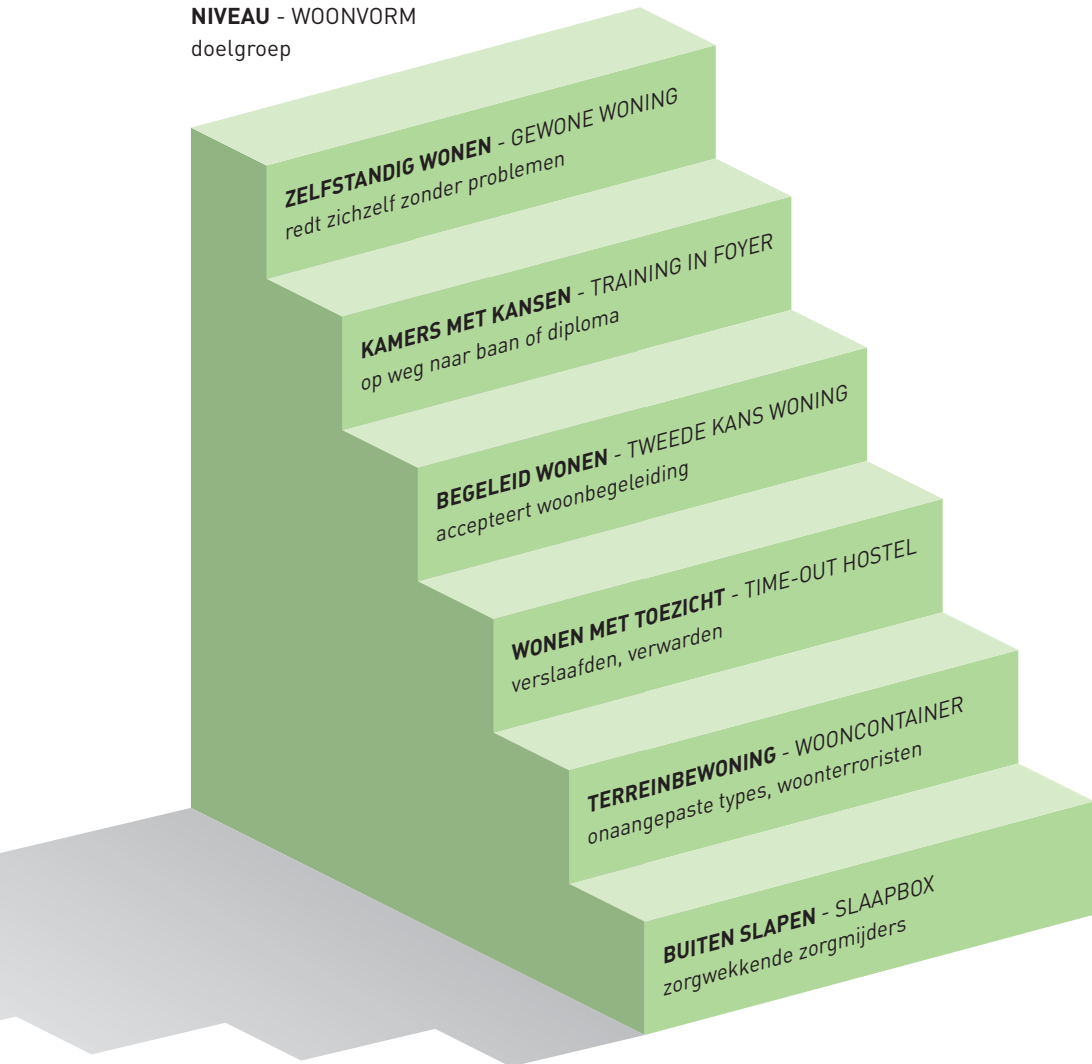 NIVEAU - WOONVORM
doelgroep
ZELFSTANDIG WONEN - GEWONE WONING
redt zichzelf zonder problemen
KAMERS MET KANSEN - TRAINING IN FOYER
op weg naar baan of diploma
BEGELEID WONEN - TWEEDE KANS WONING
accepteert woonbegeleiding
WONEN MET TOEZICHT - TIME-OUT HOSTEL
verslaafden, verwarden
TERREINBEWONING - WOONCONTAINER
onaangepaste types, woonterroristen
BUITEN SLAPEN - SLAAPBOX
zorgwekkende zorgmijders